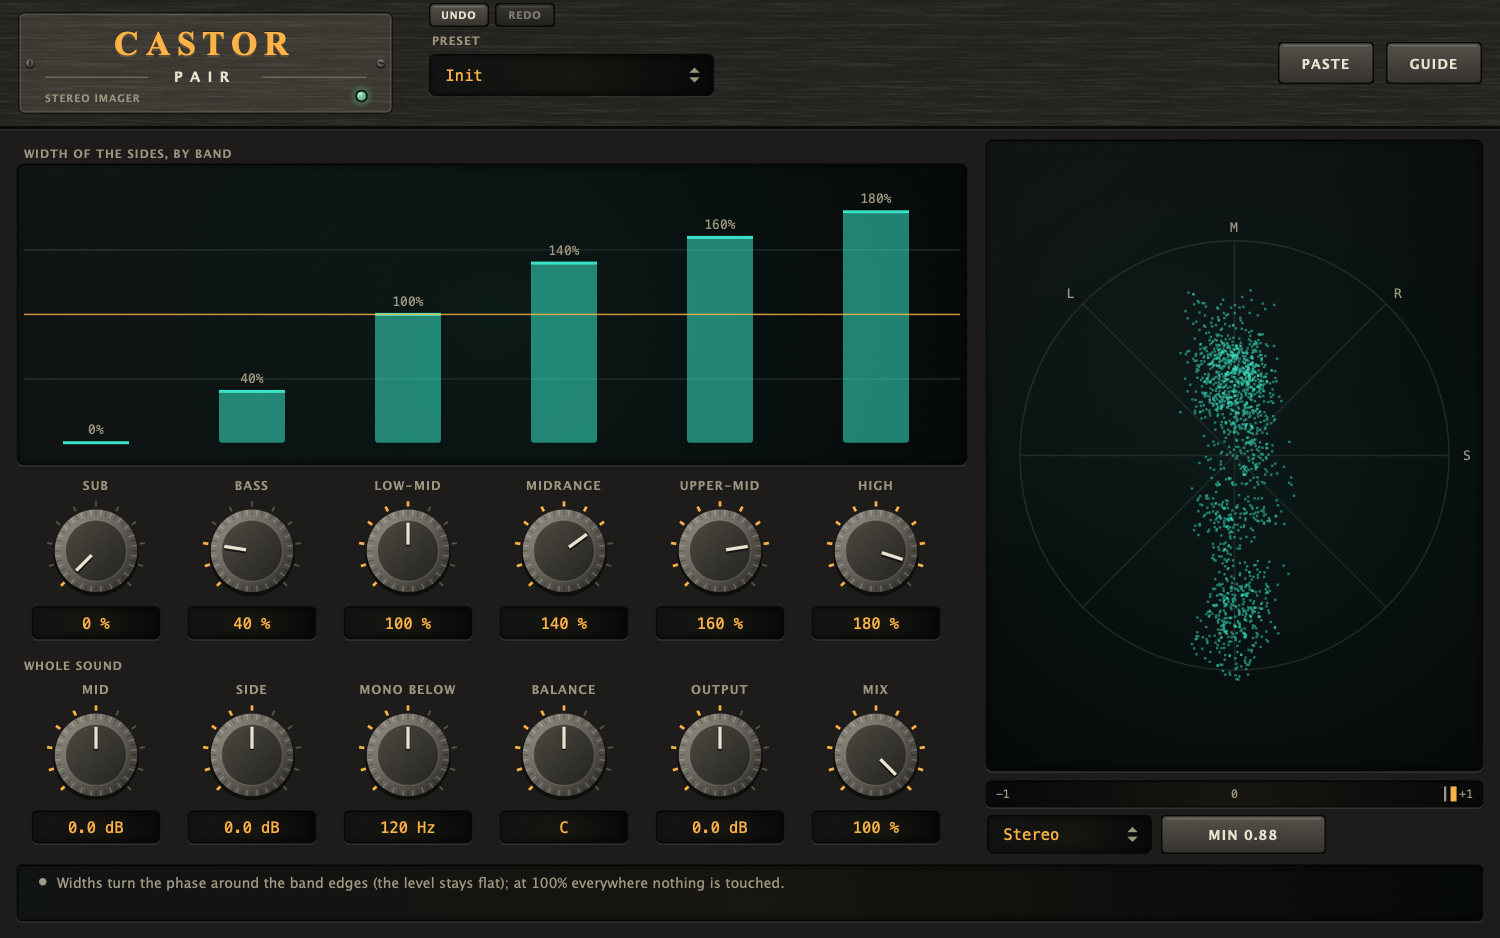 CASTOR
PAIR
STEREO IMAGER
UNDO REDO
PRESET
Init
PASTE GUIDE
WIDTH OF THE SIDES, BY BAND
0% 40% 100% 140% 160% 180%
SUB BASS LOW-MID MIDRANGE UPPER-MID HIGH
0 % 40 % 100 % 140 % 160 % 180 %
WHOLE SOUND
MID SIDE MONO BELOW BALANCE OUTPUT MIX
0.0 dB 0.0 dB 120 Hz C 0.0 dB 100 %
M
L R
S
−1 0 +1
Stereo MIN 0.88
● Widths turn the phase around the band edges (the level stays flat); at 100% everywhere nothing is touched.